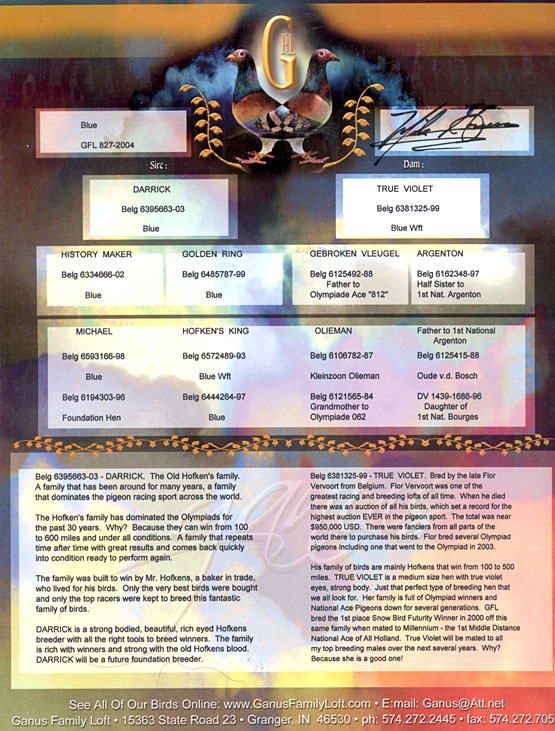 GFL
Blue
GFL 827-2004
Sire:
Dam:
DARRICK
Belg 6395663-03
Blue
TRUE VIOLET
Belg 6381325-99
Blue Wft
HISTORY MAKER
Belg 6334666-02
Blue
GOLDEN RING
Belg 6485787-99
Blue
GEBROKEN VLEUGEL
Belg 6125492-88
Father to
Olympiade Ace "812"
ARGENTON
Belg 6162348-97
Half Sister to
1st Nat. Argenton
MICHAEL
Belg 6593166-98
Blue
Belg 6194303-96
Foundation Hen
HOFKEN'S KING
Belg 6572489-93
Blue Wft
Belg 6444264-97
Blue
OLIEMAN
Belg 6106782-87
Kleinzoon Olieman
Belg 6121565-84
Grandmother to
Olympiade 062
Father to 1st National
Argenton
Belg 6125415-88
Oude v.d. Bosch
DV 1439-1686-96
Daughter of
1st Nat. Bourges
Belg 6395663-03 - DARRICK. The Old Hofken's family.
A family that has been around for many years, a family
that dominates the pigeon racing sport across the world.
The Hofken's family has dominated the Olympiads for
the past 30 years. Why? Because they can win from 100
to 600 miles and under all conditions. A family that repeats
time after time with great results and comes back quickly
into condition ready to perform again.
The family was built to win by Mr. Hofkens, a baker in trade,
who lived for his birds. Only the very best birds were bought
and only the top racers were kept to breed this fantastic
family of birds.
DARRICK is a strong bodied, beautiful, rich eyed Hofkens
breeder with all the right tools to breed winners. The family
is rich with winners and strong with the old Hofkens blood.
DARRICK will be a future foundation breeder.
Belg 6381325-99 - TRUE VIOLET. Bred by the late Flor
Vervoort from Belgium. Flor Vervoort was one of the
greatest racing and breeding lofts of all time. When he died
there was an auction of all his birds, which set a record for the
highest auction EVER in the pigeon sport. The total was near
$950,000 USD. There were fanciers from all parts of the
world there to purchase his birds. Flor bred several Olympiad
pigeons including one that went to the Olympiad in 2003.
His family of birds are mainly Hofkens that win from 100 to 500
miles. TRUE VIOLET is a medium size hen with true violet
eyes, strong body. Just that perfect type of breeding hen that
we all look for. Her family is full of Olympiad winners and
National Ace Pigeons down for several generations. GFL
bred the 1st place Snow Bird Futurity Winner in 2000 off this
same family when mated to Millennium - the 1st Middle Distance
National Ace of All Holland. True Violet will be mated to all
my top breeding males over the next several years. Why?
Because she is a good one!
See All Of Our Birds Online: www.GanusFamilyLoft.com • E:mail: Ganus@Att.net
Ganus Family Loft • 15363 State Road 23 • Granger, IN 46530 • ph: 574.272.2445 • fax: 574.272.705